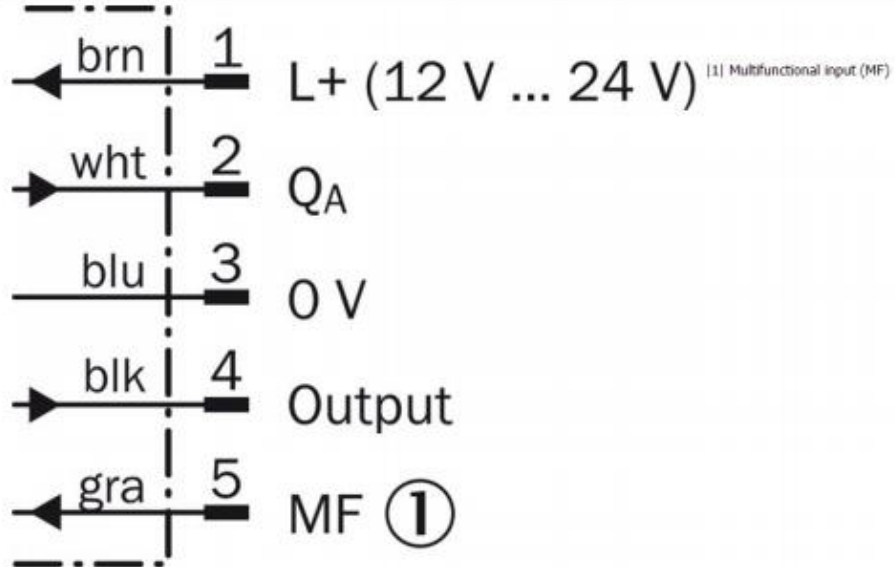 brn 1 L+ (12 V ... 24 V) |1| Multifunctional input (MF)
wht 2 QA
blu 3 0 V
blk 4 Output
gra 5 MF ①